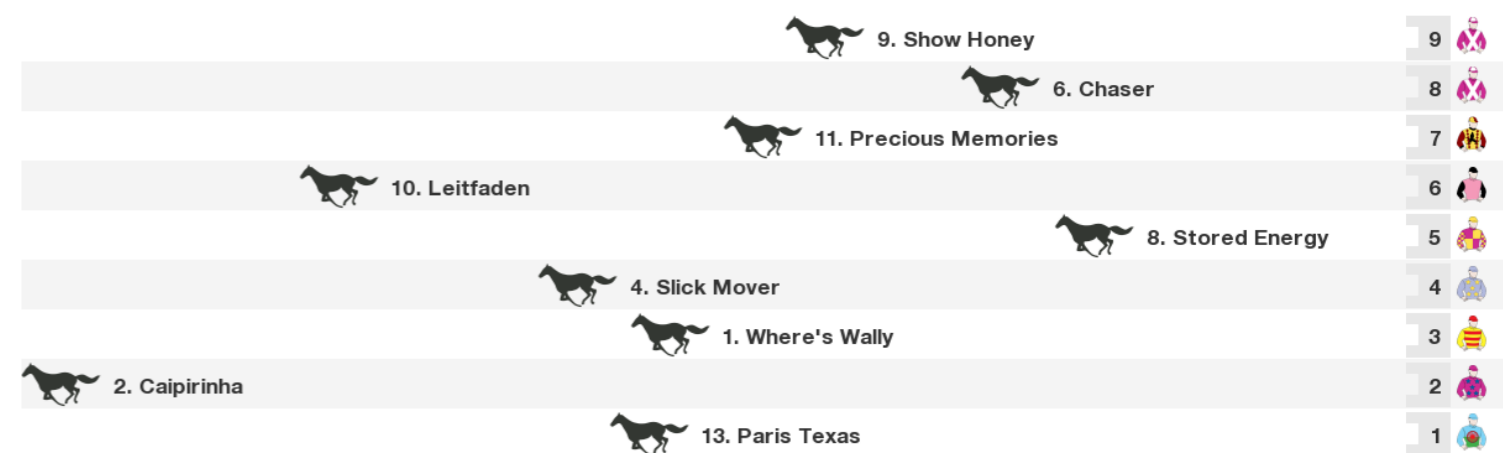 9. Show Honey 9
6. Chaser 8
11. Precious Memories 7
10. Leitfaden 6
8. Stored Energy 5
4. Slick Mover 4
1. Where's Wally 3
2. Caipirinha 2
13. Paris Texas 1